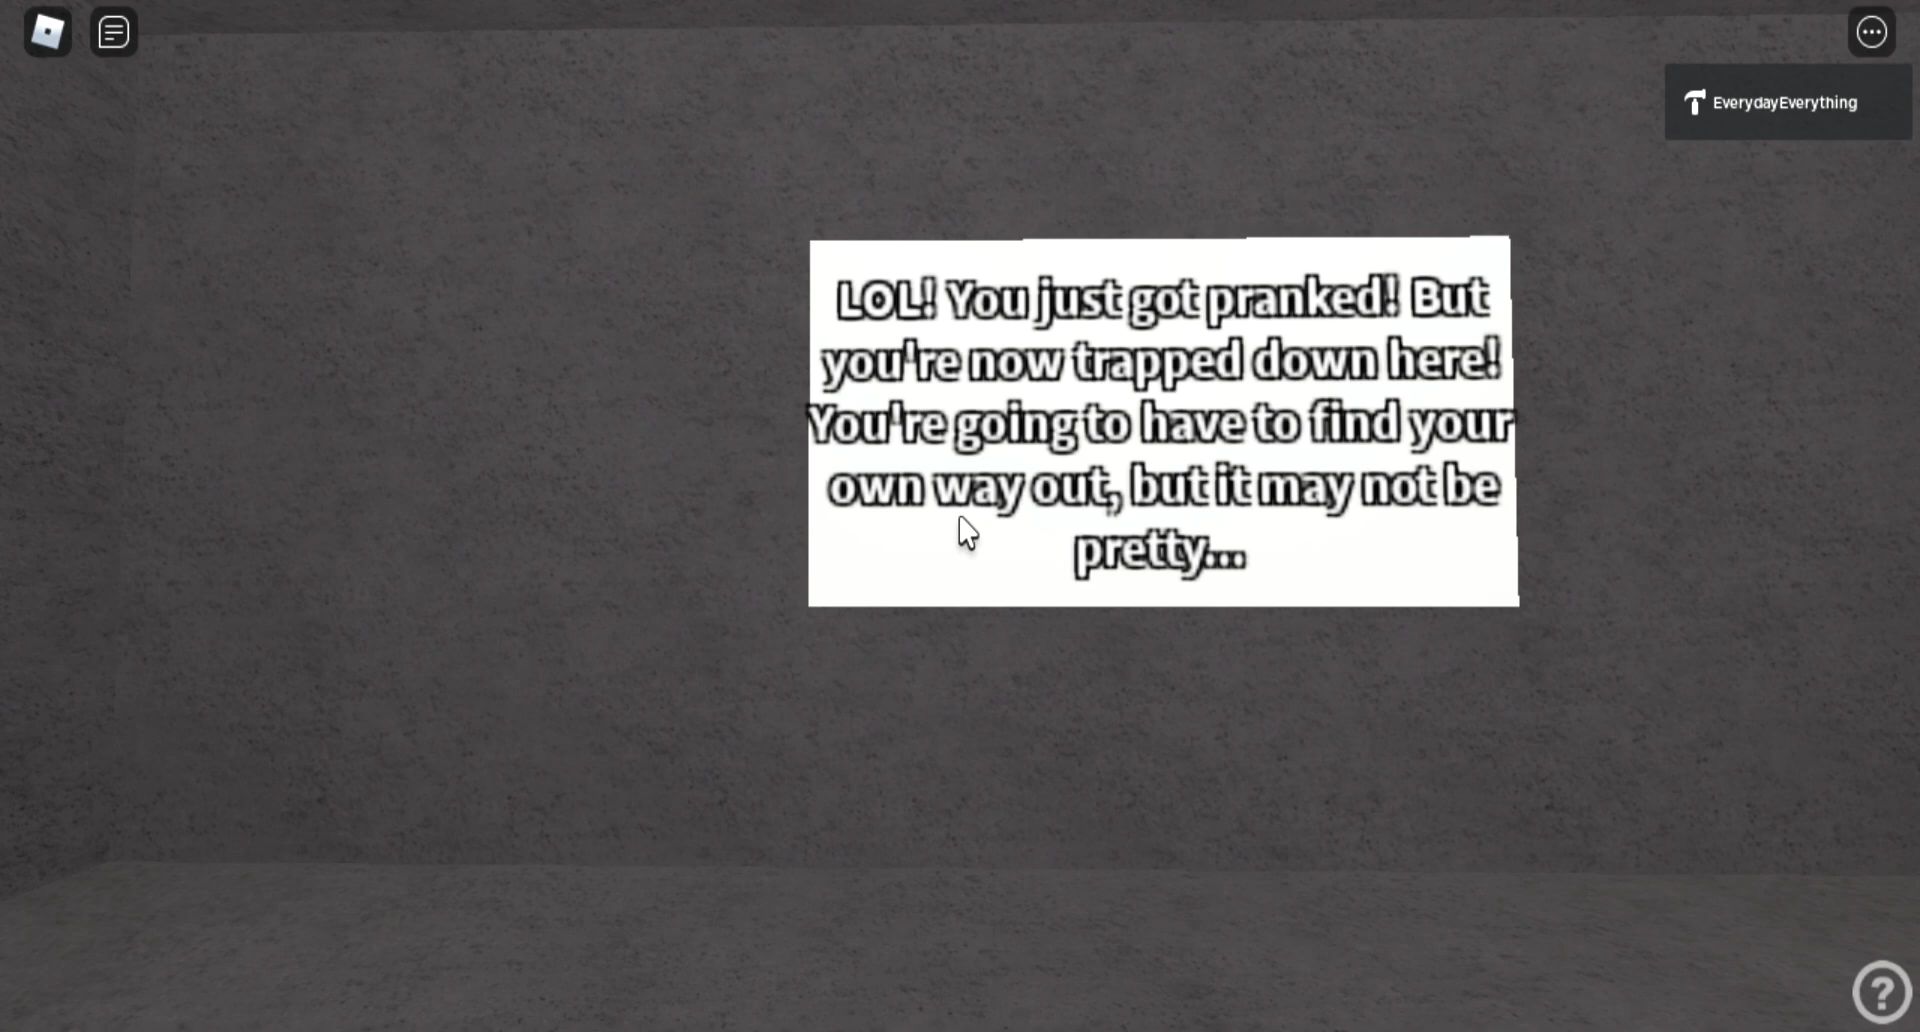 EverydayEverything
LOL! You just got pranked! But
you're now trapped down here!
You're going to have to find your
own way out, but it may not be
pretty...
?